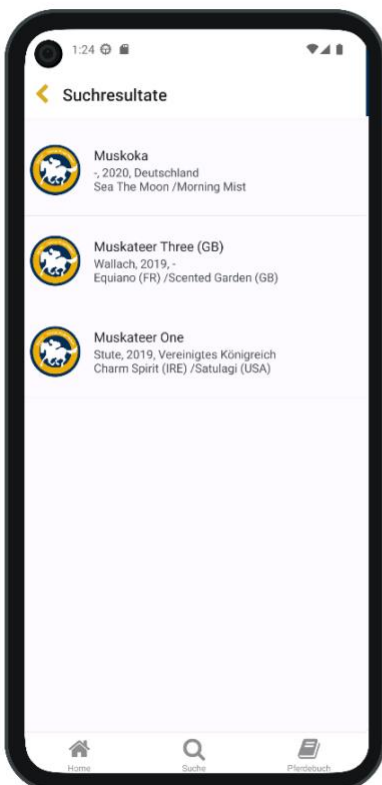 1:24
Suchresultate
Muskoka
-, 2020, Deutschland
Sea The Moon /Morning Mist
Muskateer Three (GB)
Wallach, 2019, -
Equiano (FR) /Scented Garden (GB)
Muskateer One
Stute, 2019, Vereinigtes Königreich
Charm Spirit (IRE) /Satulagi (USA)
Home
Suche
Pferdebuch